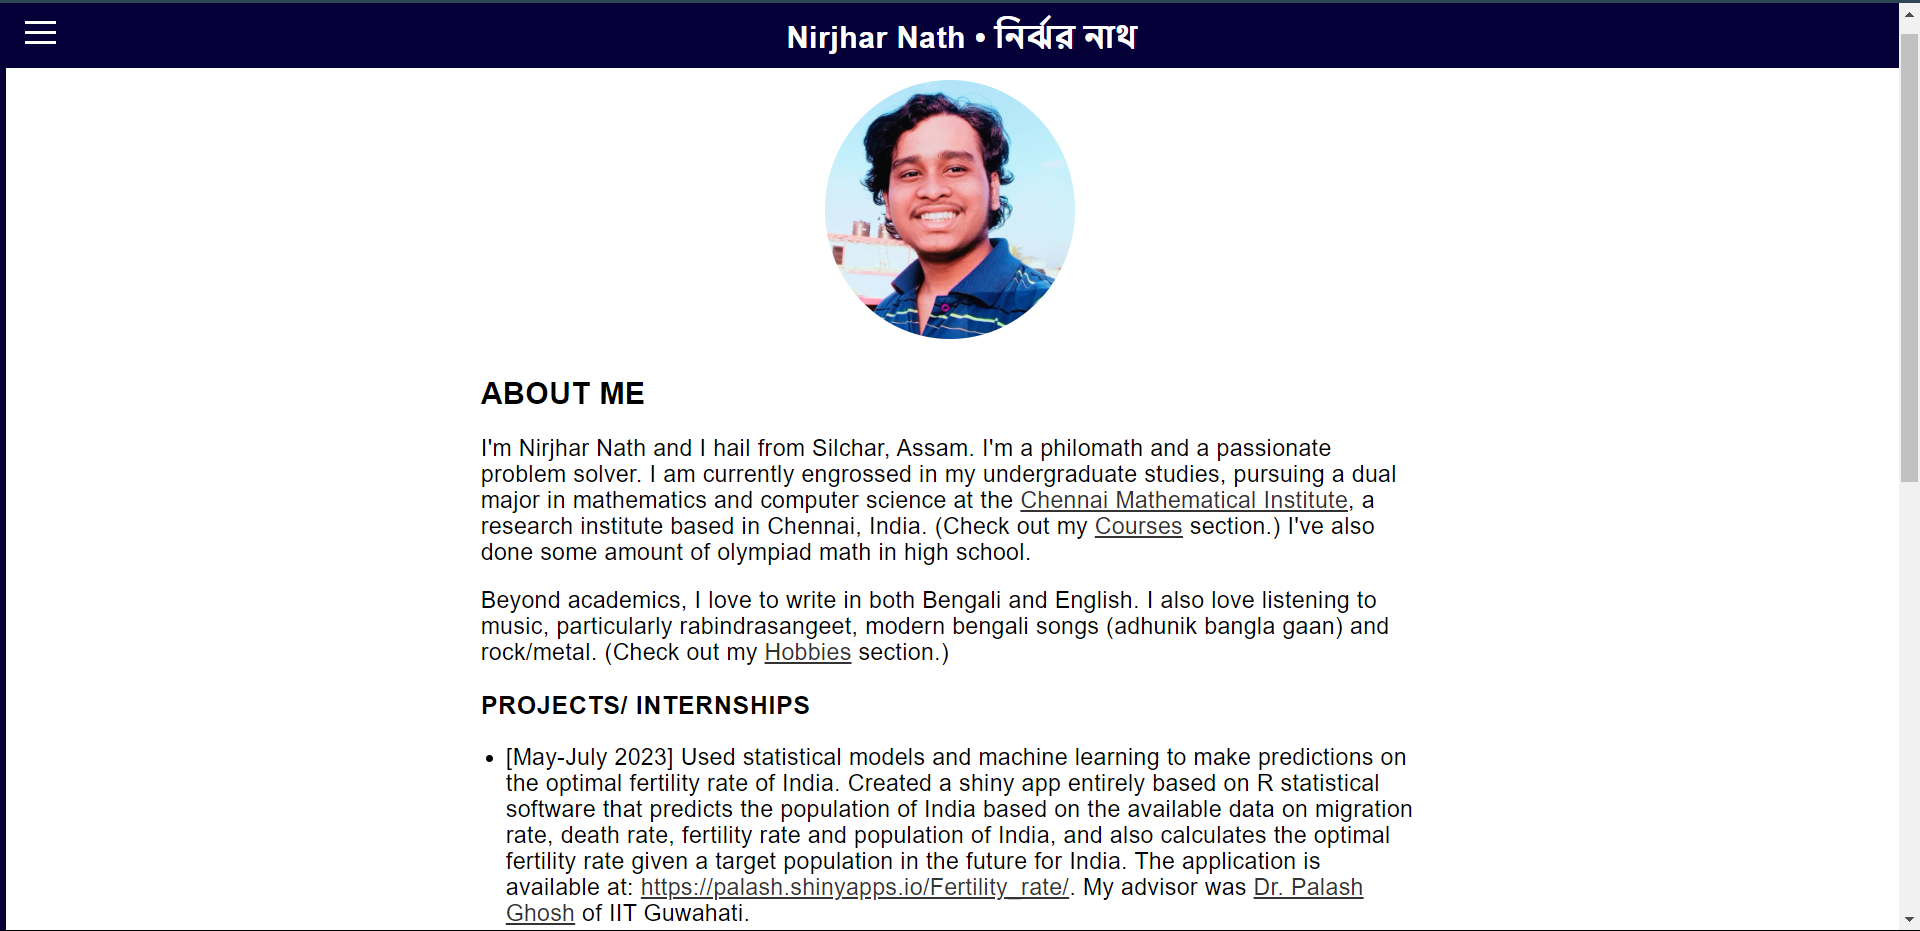 Nirjhar Nath • নির্ঝর নাথ
ABOUT ME
I'm Nirjhar Nath and I hail from Silchar, Assam. I'm a philomath and a passionate
problem solver. I am currently engrossed in my undergraduate studies, pursuing a dual
major in mathematics and computer science at the Chennai Mathematical Institute, a
research institute based in Chennai, India. (Check out my Courses section.) I've also
done some amount of olympiad math in high school.
Beyond academics, I love to write in both Bengali and English. I also love listening to
music, particularly rabindrasangeet, modern bengali songs (adhunik bangla gaan) and
rock/metal. (Check out my Hobbies section.)
PROJECTS/ INTERNSHIPS
• [May-July 2023] Used statistical models and machine learning to make predictions on
the optimal fertility rate of India. Created a shiny app entirely based on R statistical
software that predicts the population of India based on the available data on migration
rate, death rate, fertility rate and population of India, and also calculates the optimal
fertility rate given a target population in the future for India. The application is
available at: https://palash.shinyapps.io/Fertility_rate/. My advisor was Dr. Palash
Ghosh of IIT Guwahati.